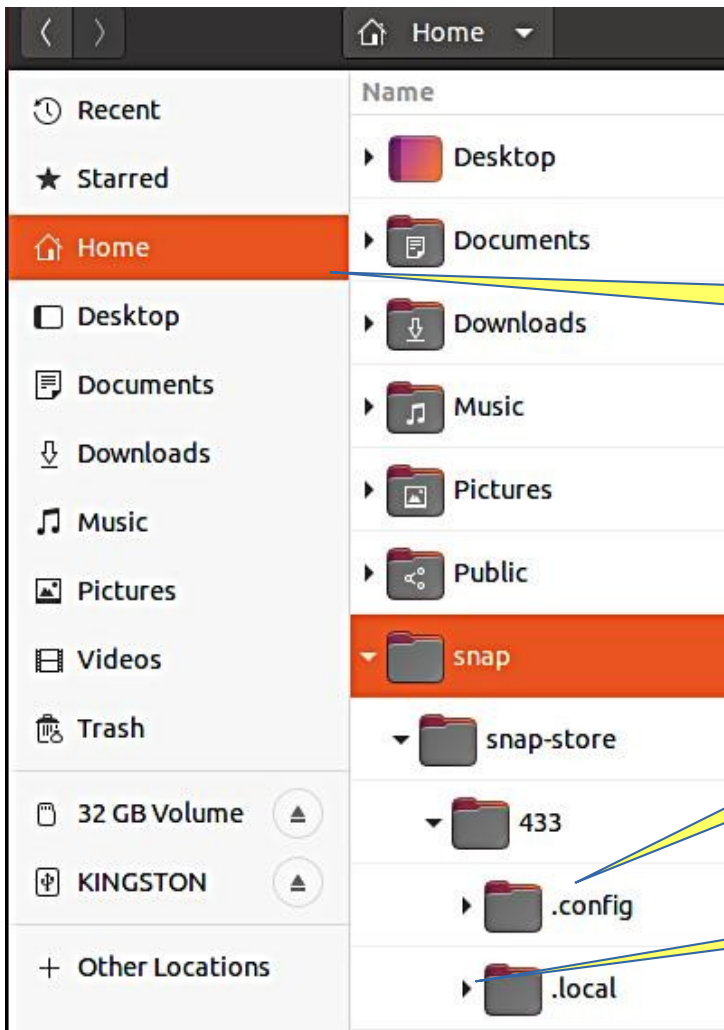 Home
Recent
Starred
Home
Desktop
Documents
Downloads
Music
Pictures
Videos
Trash
32 GB Volume
KINGSTON
Other Locations
Name
Desktop
Documents
Downloads
Music
Pictures
Public
snap
snap-store
433
.config
.local